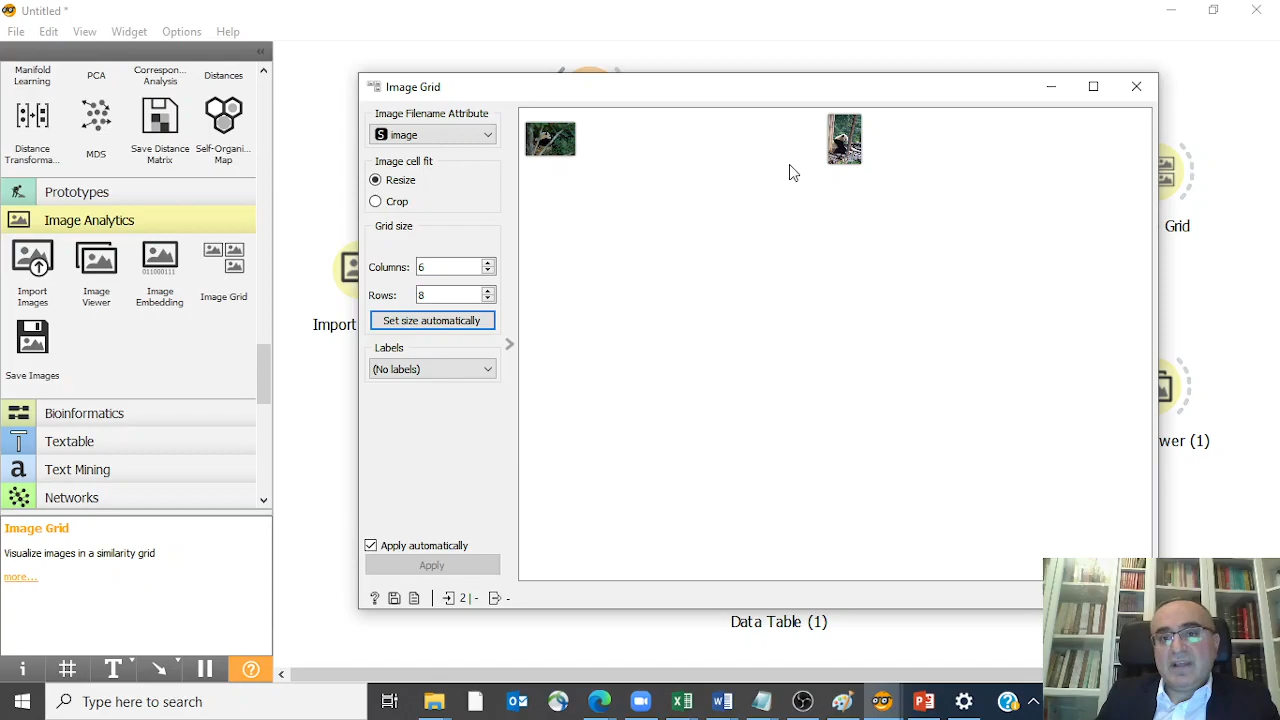 Untitled *
File Edit View Widget Options Help
Manifold Learning
PCA
Correspon... Analysis
Distances
Distance Transforma...
MDS
Save Distance Matrix
Self-Organi... Map
Prototypes
Image Analytics
Import Images
Image Viewer
011000111
Image Embedding
Image Grid
Save Images
Bioinformatics
Textable
a Text Mining
Networks
Image Grid
Visualize images in a similarity grid
more...
Image Grid
Image Filename Attribute
S image
Image cell fit
Resize
Crop
Grid size
Columns: 6
Rows: 8
Set size automatically
Labels
(No labels)
Apply automatically
Apply
? 2 | - -
Import
Grid
wer (1)
Data Table (1)
Type here to search